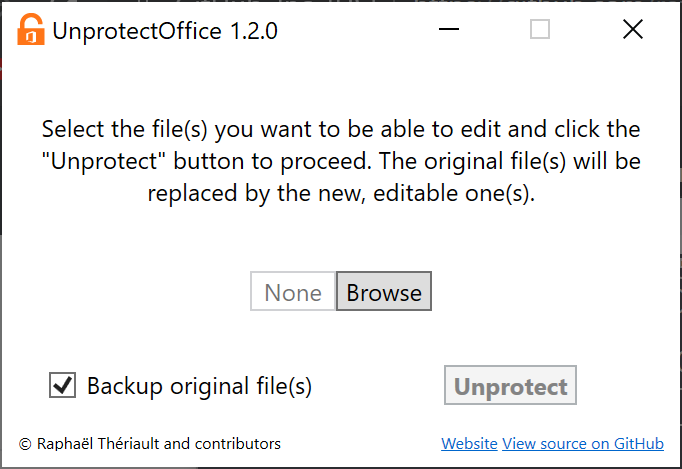 UnprotectOffice 1.2.0
Select the file(s) you want to be able to edit and click the
"Unprotect" button to proceed. The original file(s) will be
replaced by the new, editable one(s).
None Browse
Backup original file(s) Unprotect
© Raphaël Thériault and contributors Website View source on GitHub